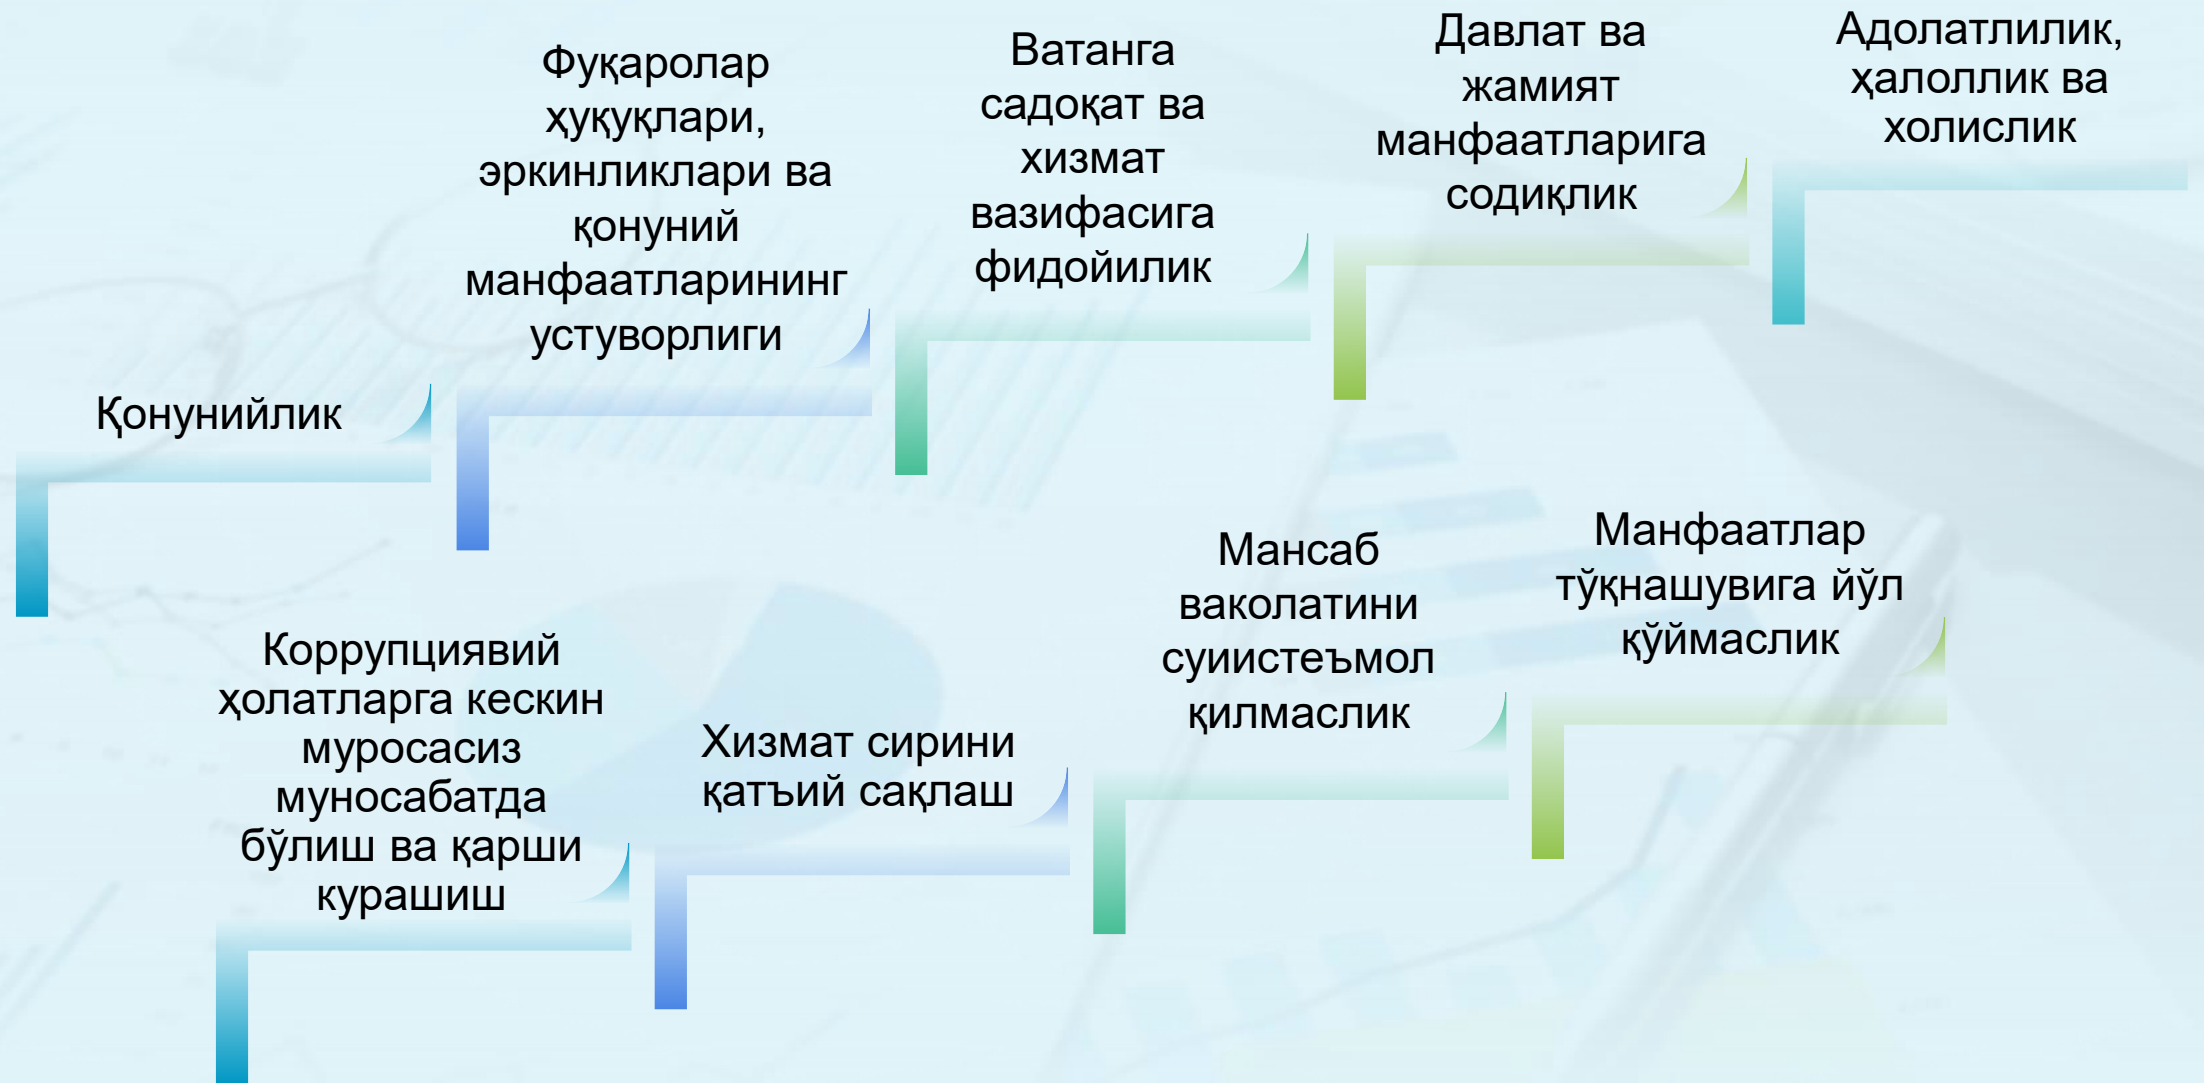 Қонунийлик
Фуқаролар
ҳуқуқлари,
эркинликлари ва
қонуний
манфаатларининг
устуворлиги
Ватанга
садоқат ва
хизмат
вазифасига
фидойилик
Давлат ва
жамият
манфаатларига
содиқлик
Адолатлилик,
ҳалоллик ва
холислик
Коррупциявий
ҳолатларга кескин
муросасиз
муносабатда
бўлиш ва қарши
курашиш
Хизмат сирини
қатъий сақлаш
Мансаб
ваколатини
суиистеъмол
қилмаслик
Манфаатлар
тўқнашувига йўл
қўймаслик